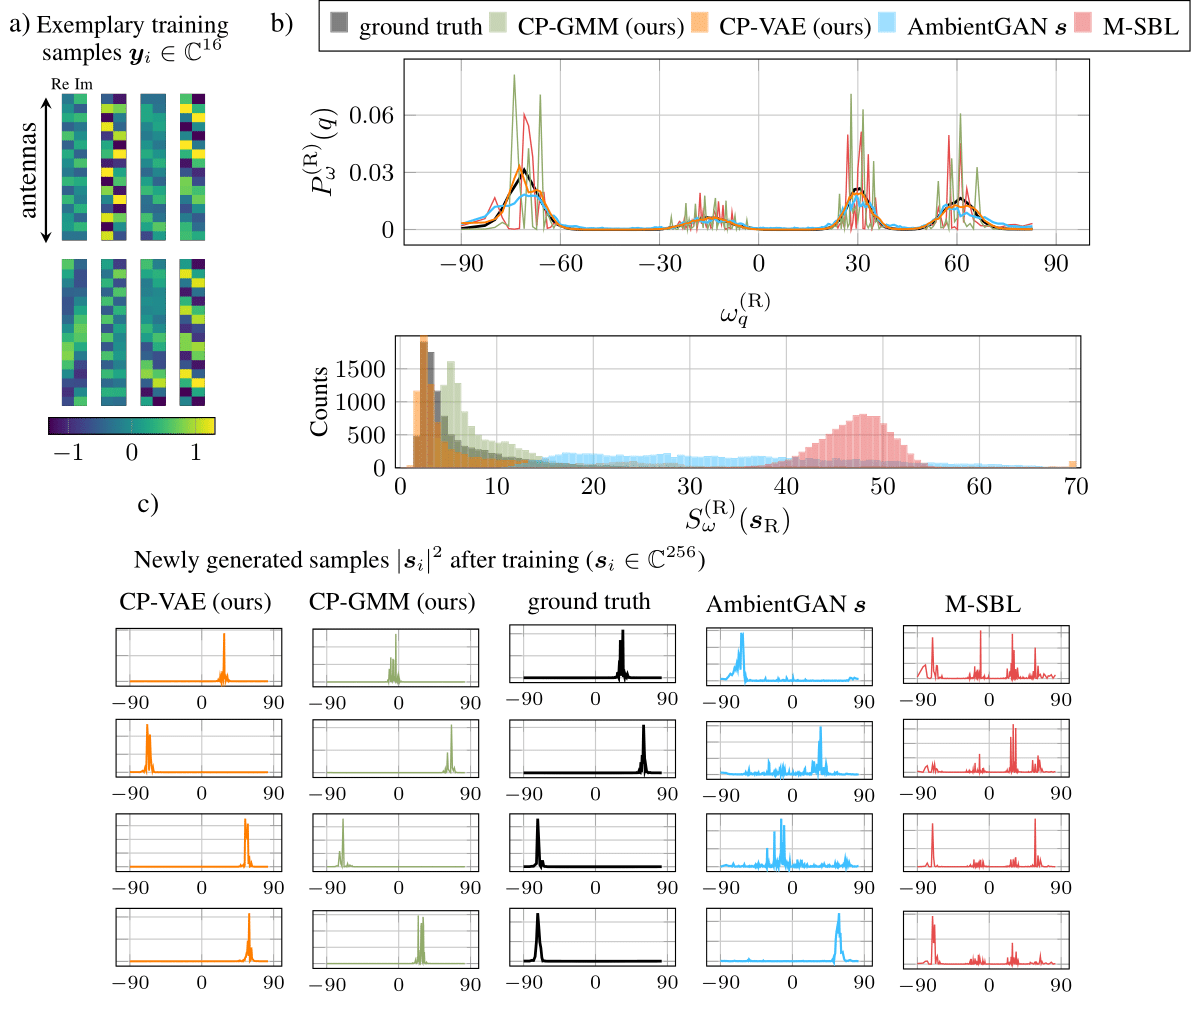 a) Exemplary training
samples y_i ∈ ℂ^16
Re Im
antennas
−1 0 1
b)
ground truth CP-GMM (ours) CP-VAE (ours) AmbientGAN s M-SBL
P_ω^(R)(q)
0.06
0.03
0
−90 −60 −30 0 30 60 90
ω_q^(R)
Counts
1500
1000
500
0
0 10 20 30 40 50 60 70
S_ω^(R)(s_R)
c)
Newly generated samples |s_i|^2 after training (s_i ∈ ℂ^256)
CP-VAE (ours) CP-GMM (ours) ground truth AmbientGAN s M-SBL
−90 0 90 −90 0 90 −90 0 90 −90 0 90 −90 0 90
−90 0 90 −90 0 90 −90 0 90 −90 0 90 −90 0 90
−90 0 90 −90 0 90 −90 0 90 −90 0 90 −90 0 90
−90 0 90 −90 0 90 −90 0 90 −90 0 90 −90 0 90